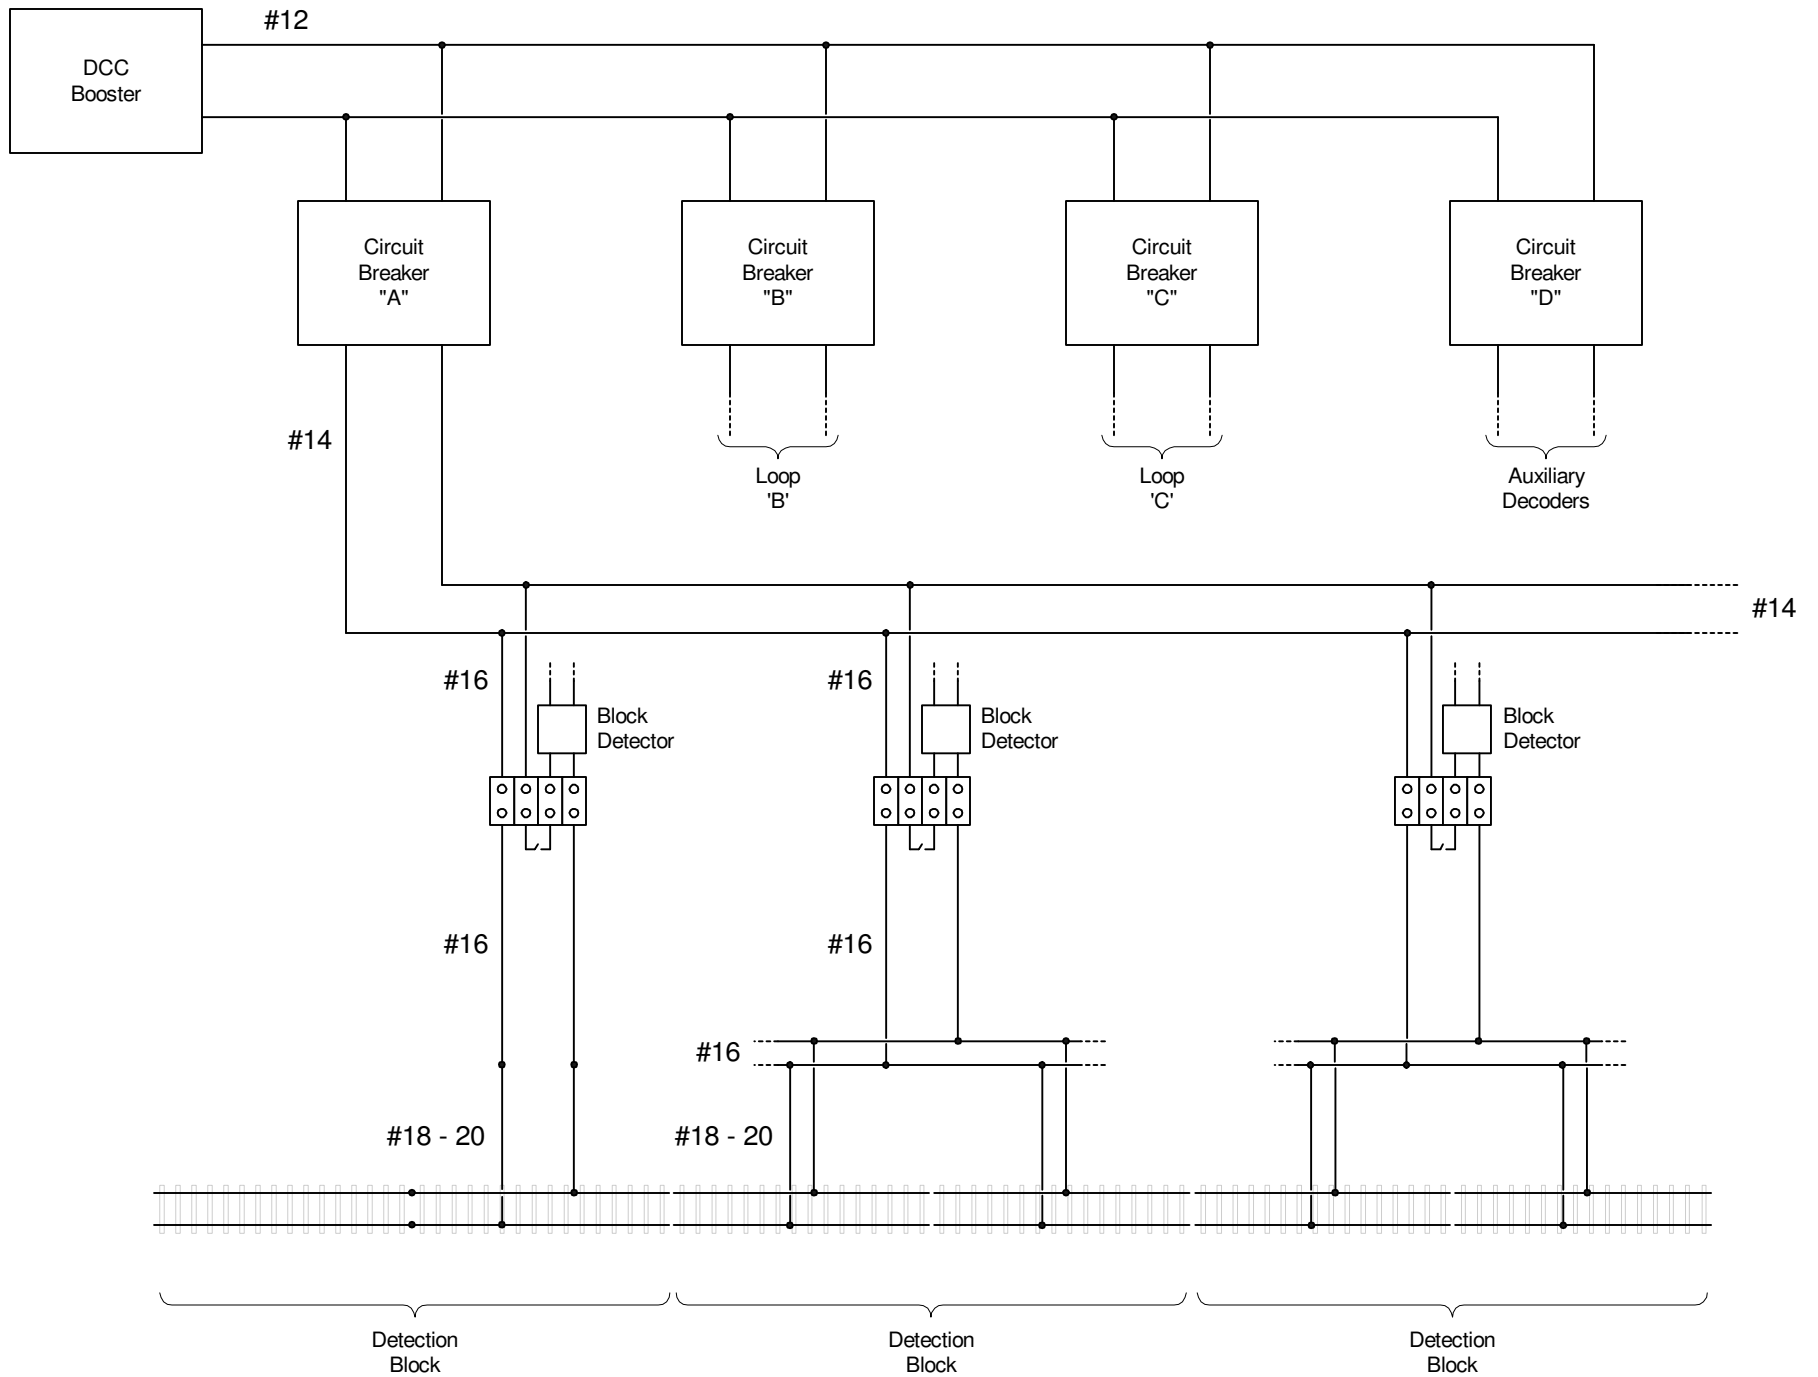 #12
DCC
Booster
Circuit
Breaker
"A"
Circuit
Breaker
"B"
Circuit
Breaker
"C"
Circuit
Breaker
"D"
#14
Loop
'B'
Loop
'C'
Auxiliary
Decoders
#14
#16
Block
Detector
#16
Block
Detector
Block
Detector
#16
#16
#16
#18 - 20
#18 - 20
Detection
Block
Detection
Block
Detection
Block